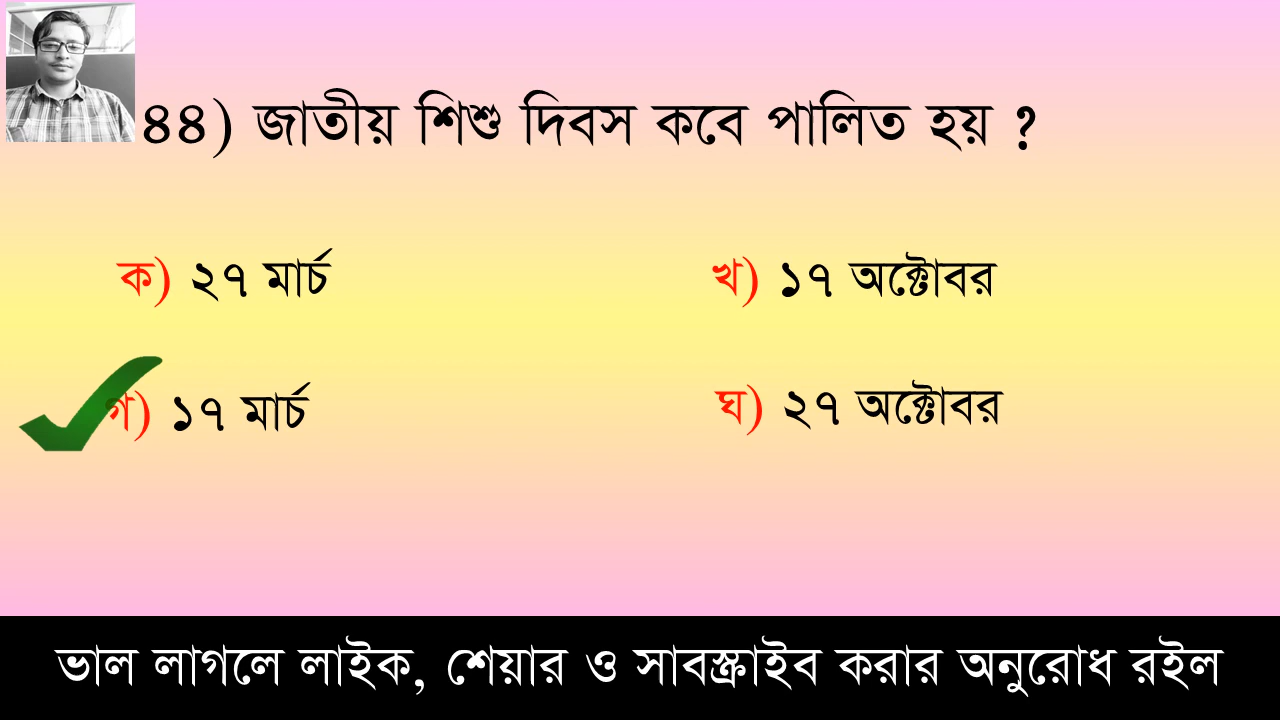 ৪৪) জাতীয় শিশু দিবস কবে পালিত হয় ?
ক) ২৭ মার্চ
খ) ১৭ অক্টোবর
গ) ১৭ মার্চ
ঘ) ২৭ অক্টোবর
ভাল লাগলে লাইক, শেয়ার ও সাবস্ক্রাইব করার অনুরোধ রইল